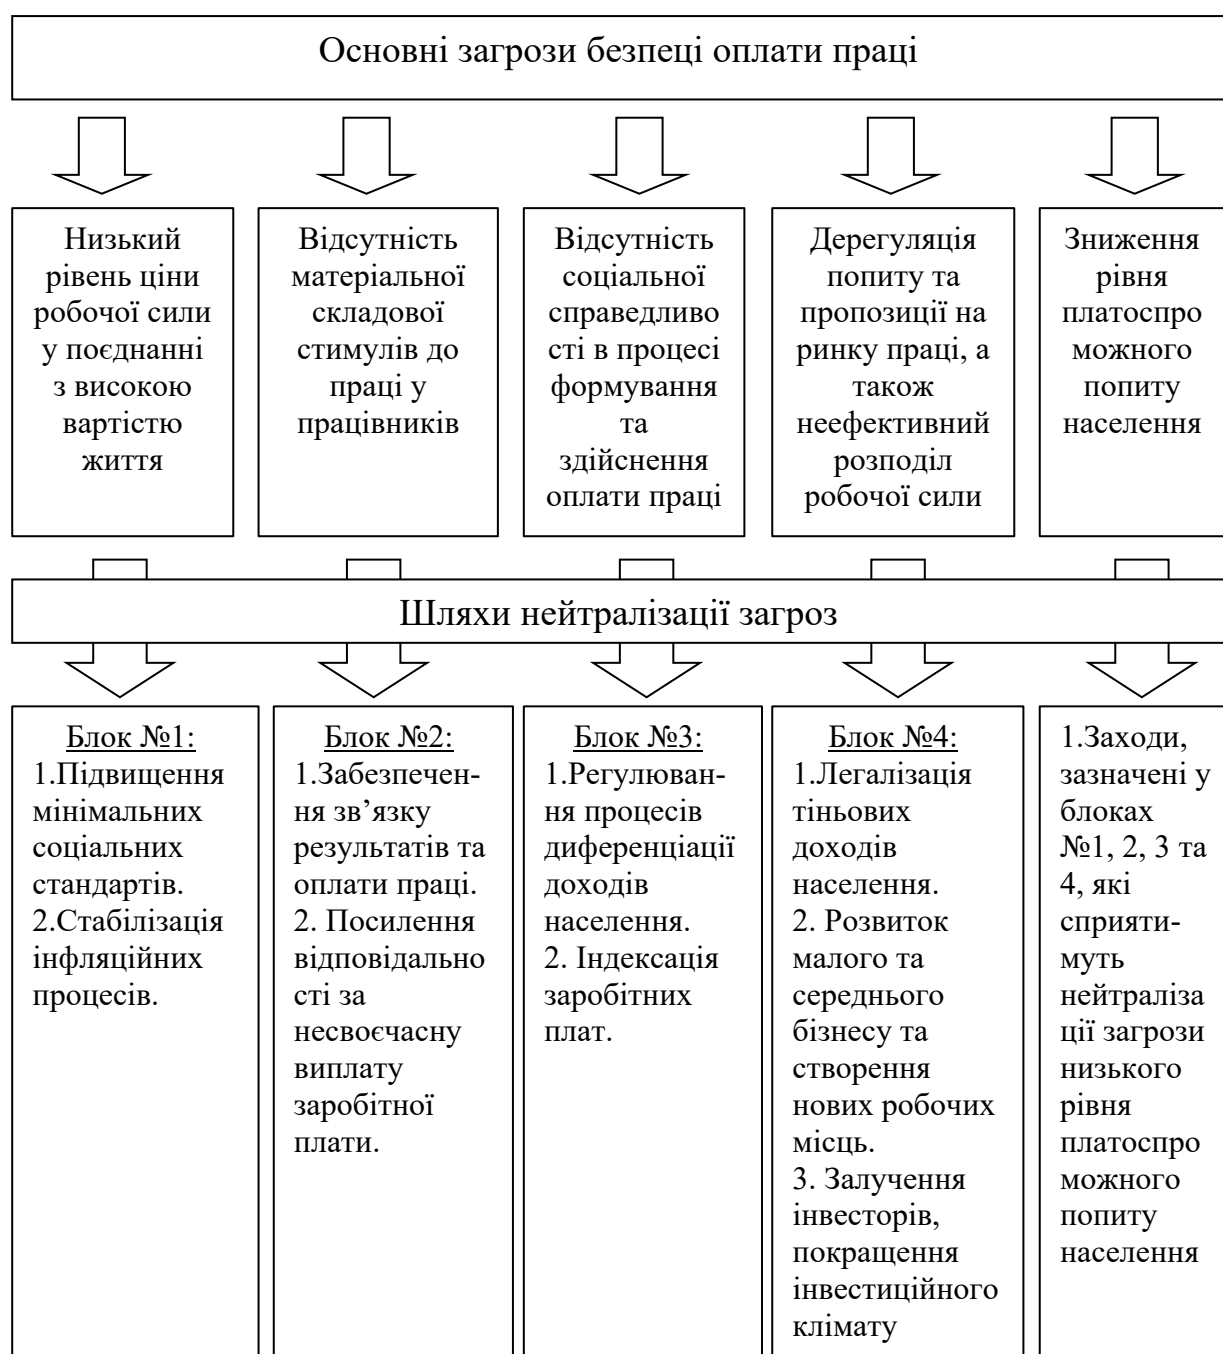 Основні загрози безпеці оплати праці
Низький
рівень ціни
робочої сили
у поєднанні
з високою
вартістю
життя
Відсутність
матеріальної
складової
стимулів до
праці у
працівників
Відсутність
соціальної
справедливо
сті в процесі
формування
та
здійснення
оплати праці
Дерегуляція
попиту та
пропозиції на
ринку праці, а
також
неефективний
розподіл
робочої сили
Зниження
рівня
платоспро
можного
попиту
населення
Шляхи нейтралізації загроз
Блок №1:
1.Підвищення
мінімальних
соціальних
стандартів.
2.Стабілізація
інфляційних
процесів.
Блок №2:
1.Забезпечен-
ня зв’язку
результатів та
оплати праці.
2. Посилення
відповідально
сті за
несвоєчасну
виплату
заробітної
плати.
Блок №3:
1.Регулюван-
ня процесів
диференціації
доходів
населення.
2. Індексація
заробітних
плат.
Блок №4:
1.Легалізація
тіньових
доходів
населення.
2. Розвиток
малого та
середнього
бізнесу та
створення
нових робочих
місць.
3. Залучення
інвесторів,
покращення
інвестиційного
клімату
1.Заходи,
зазначені у
блоках
№1, 2, 3 та
4, які
сприяти-
муть
нейтраліза
ції загрози
низького
рівня
платоспро
можного
попиту
населення